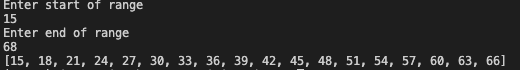 Enter start of range
15
Enter end of range
68
[15, 18, 21, 24, 27, 30, 33, 36, 39, 42, 45, 48, 51, 54, 57, 60, 63, 66]